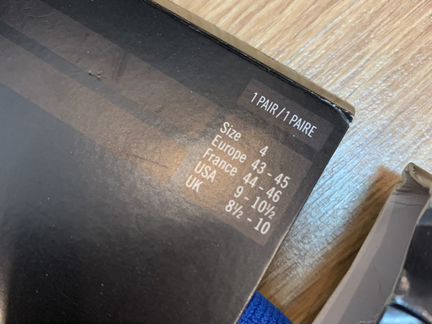 1 PAIR / 1 PAIRE
Size 4
Europe 43 - 45
France 44 - 46
USA 9 - 10½
UK 8½ - 10